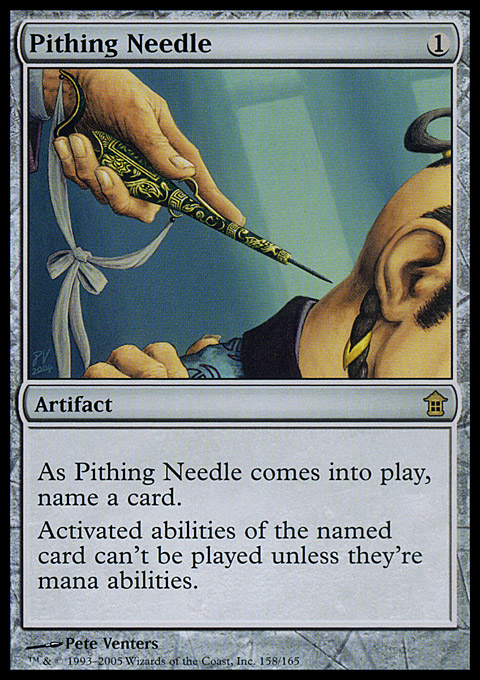 Pithing Needle 1
PV
2004
Artifact
As Pithing Needle comes into play,
name a card.
Activated abilities of the named
card can't be played unless they're
mana abilities.
Pete Venters
™ & © 1993–2005 Wizards of the Coast, Inc. 158/165